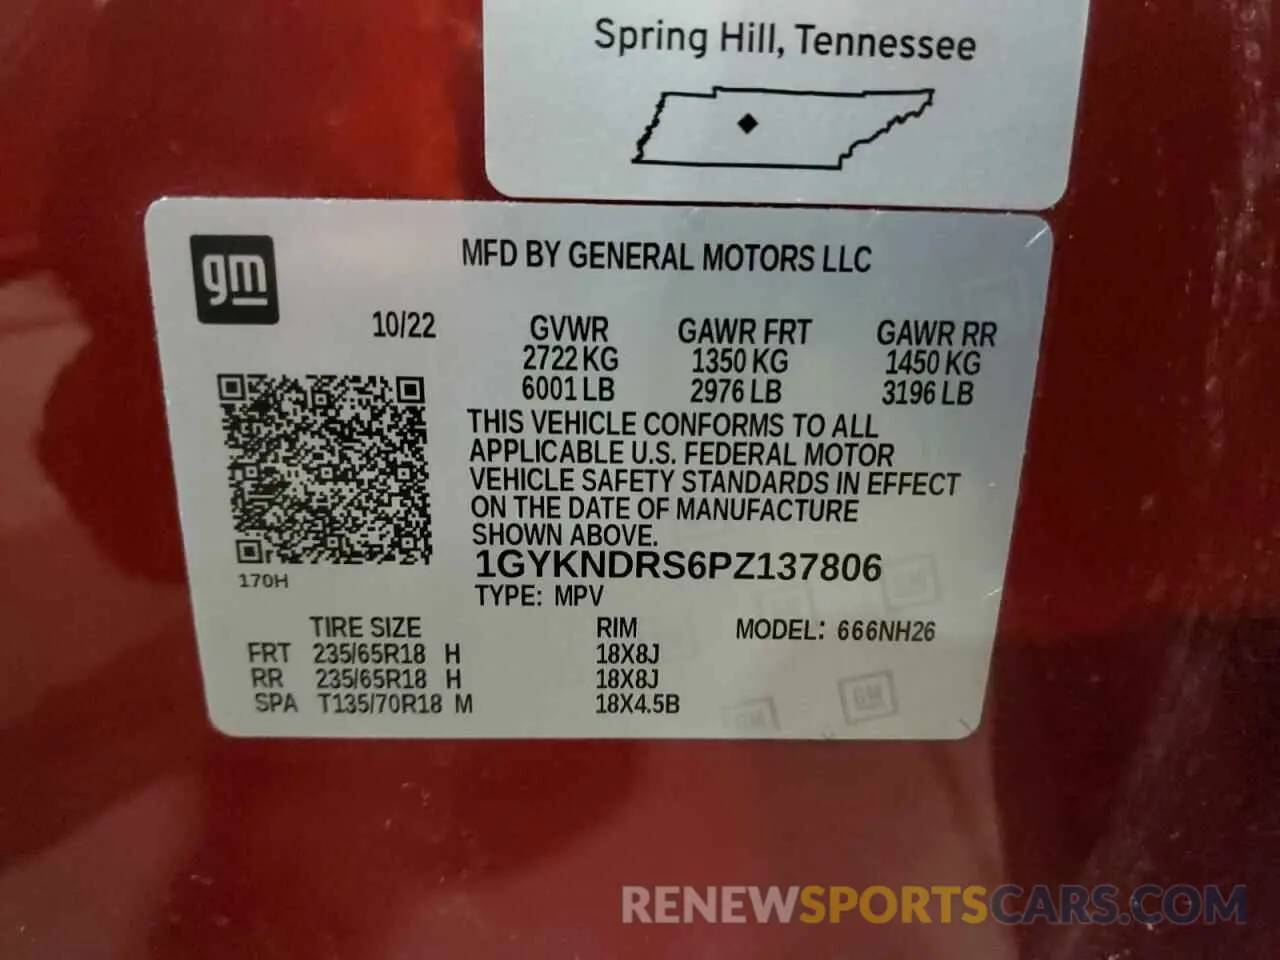 Spring Hill, Tennessee
gm
MFD BY GENERAL MOTORS LLC
10/22
GVWR GAWR FRT GAWR RR
2722 KG 1350 KG 1450 KG
6001 LB 2976 LB 3196 LB
THIS VEHICLE CONFORMS TO ALL
APPLICABLE U.S. FEDERAL MOTOR
VEHICLE SAFETY STANDARDS IN EFFECT
ON THE DATE OF MANUFACTURE
SHOWN ABOVE.
1GYKNDRS6PZ137806
170H
TYPE: MPV
TIRE SIZE RIM MODEL: 666NH26
FRT 235/65R18 H 18X8J
RR 235/65R18 H 18X8J
SPA T135/70R18 M 18X4.5B
GM
GM
RENEWSPORTSCARS.COM